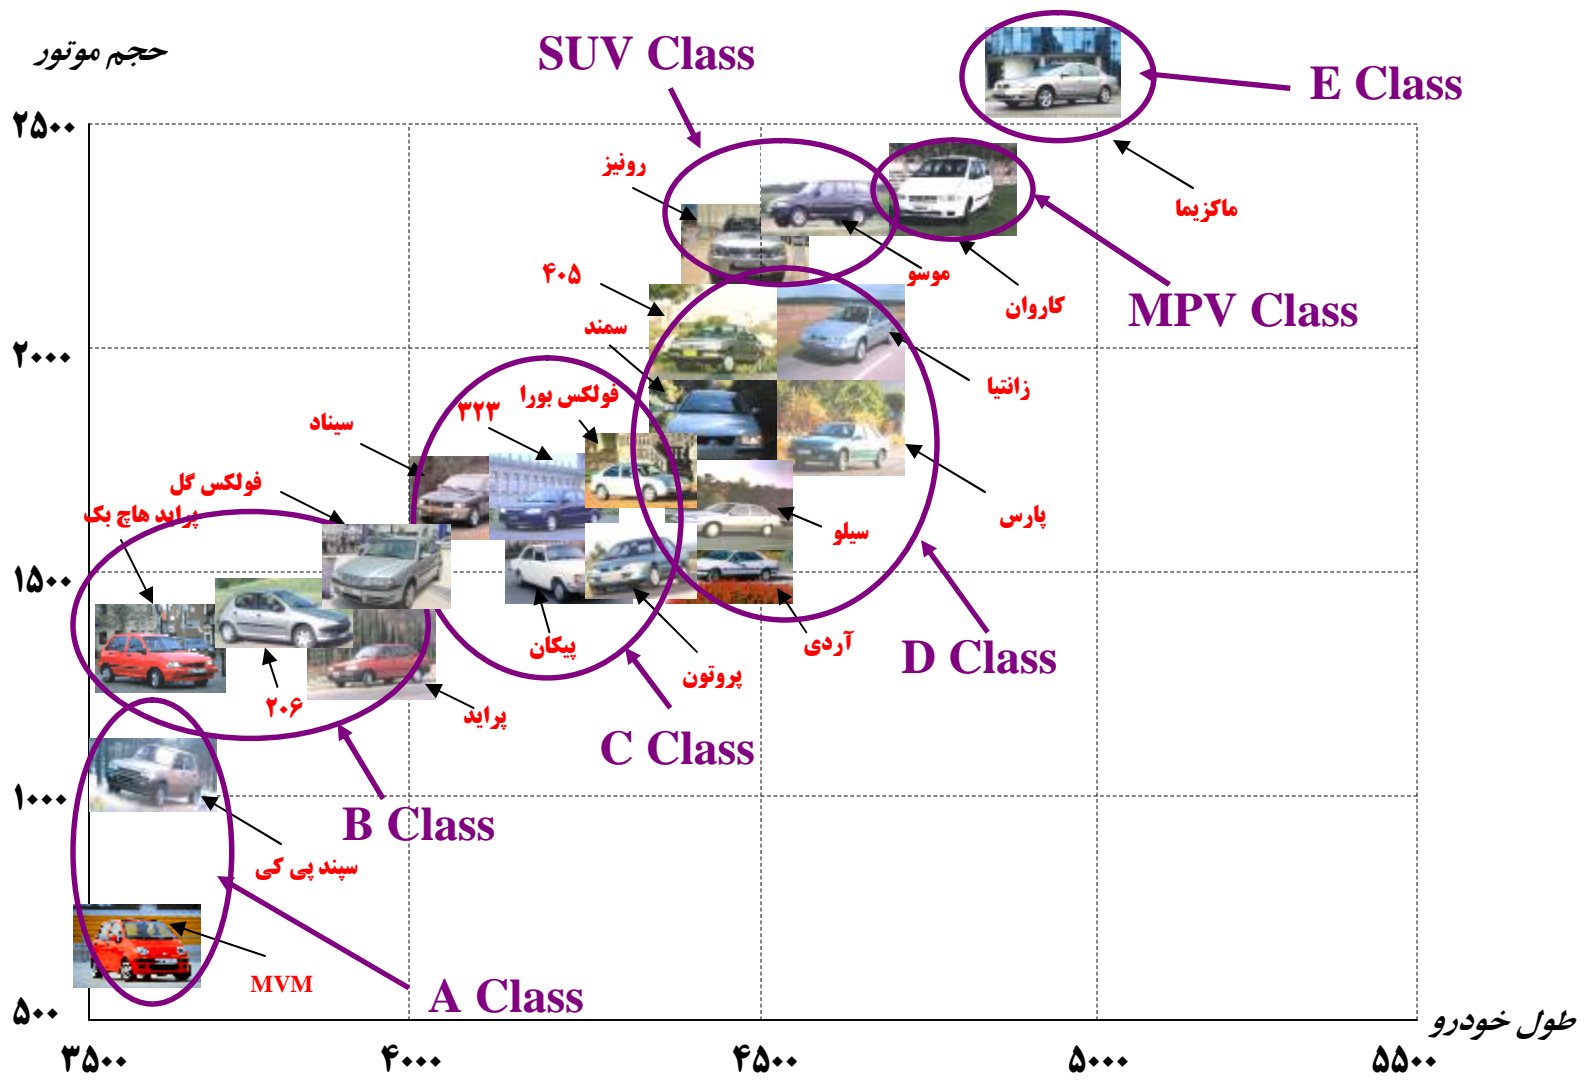 SUV Class
حجم موتور
E Class
۲۵۰۰
رونیز
ماکزیما
موسو
۴۰۵
کاروان
MPV Class
سمند
۲۰۰۰
زانتیا
فولکس بورا
۳۲۳
سیناد
فولکس گل
پراید هاچ بک
پارس
سیلو
۱۵۰۰
آردی
پیکان
D Class
پروتون
۲۰۶
پراید
C Class
۱۰۰۰
B Class
سپند پی کی
MVM
A Class
۵۰۰
طول خودرو
۳۵۰۰
۴۰۰۰
۴۵۰۰
۵۰۰۰
۵۵۰۰